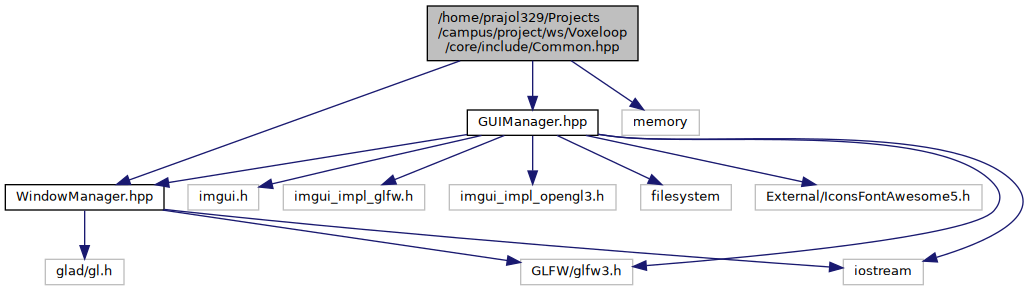 /home/prajol329/Projects
/campus/project/ws/Voxeloop
/core/include/Common.hpp
GUIManager.hpp
memory
WindowManager.hpp
imgui.h
imgui_impl_glfw.h
imgui_impl_opengl3.h
filesystem
External/IconsFontAwesome5.h
glad/gl.h
GLFW/glfw3.h
iostream